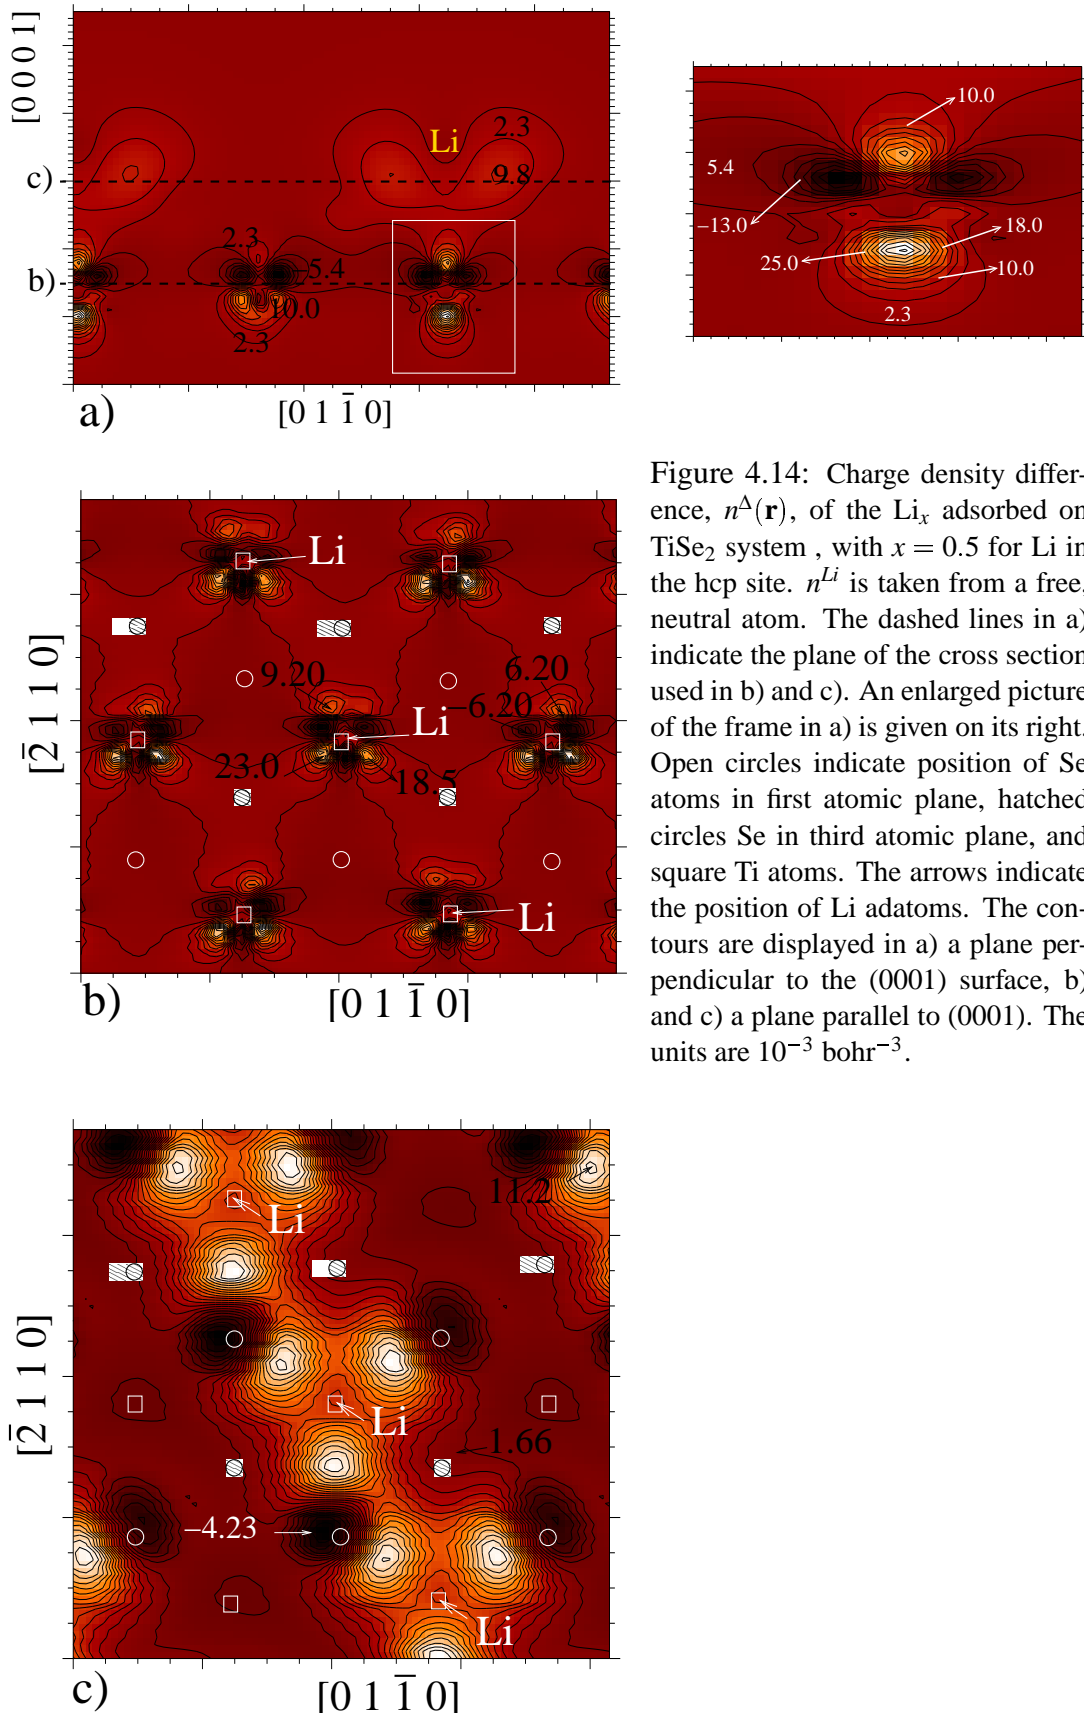 [0 0 0 1]
Li
2.3
c)
9.8
2.3
−5.4
b)
10.0
2.3
a)
[0 1 1̅ 0]
10.0
5.4
−13.0
18.0
25.0
10.0
2.3
Figure 4.14: Charge density differ-
ence, n^Δ(r), of the Li_x adsorbed on
TiSe_2 system , with x = 0.5 for Li in
the hcp site. n^Li is taken from a free,
neutral atom. The dashed lines in a)
indicate the plane of the cross section
used in b) and c). An enlarged picture
of the frame in a) is given on its right.
Open circles indicate position of Se
atoms in first atomic plane, hatched
circles Se in third atomic plane, and
square Ti atoms. The arrows indicate
the position of Li adatoms. The con-
tours are displayed in a) a plane per-
pendicular to the (0001) surface, b)
and c) a plane parallel to (0001). The
units are 10^−3 bohr^−3.
[2̅ 1 1 0]
Li
9.20
6.20
−6.20
Li
23.0
18.5
Li
b)
[0 1 1̅ 0]
[2̅ 1 1 0]
11.2
Li
Li
1.66
−4.23
Li
c)
[0 1 1̅ 0]